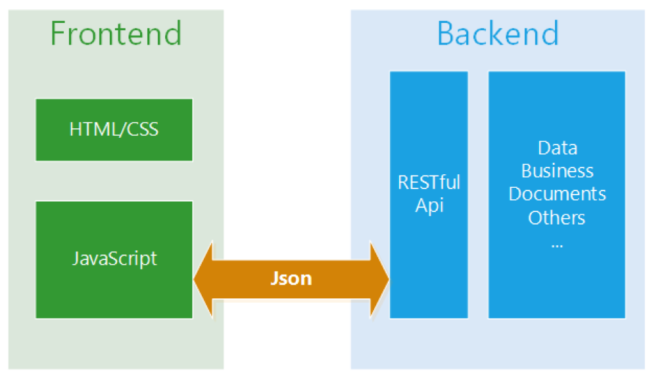 Frontend
HTML/CSS
JavaScript
Json
Backend
RESTful
Api
Data
Business
Documents
Others
...